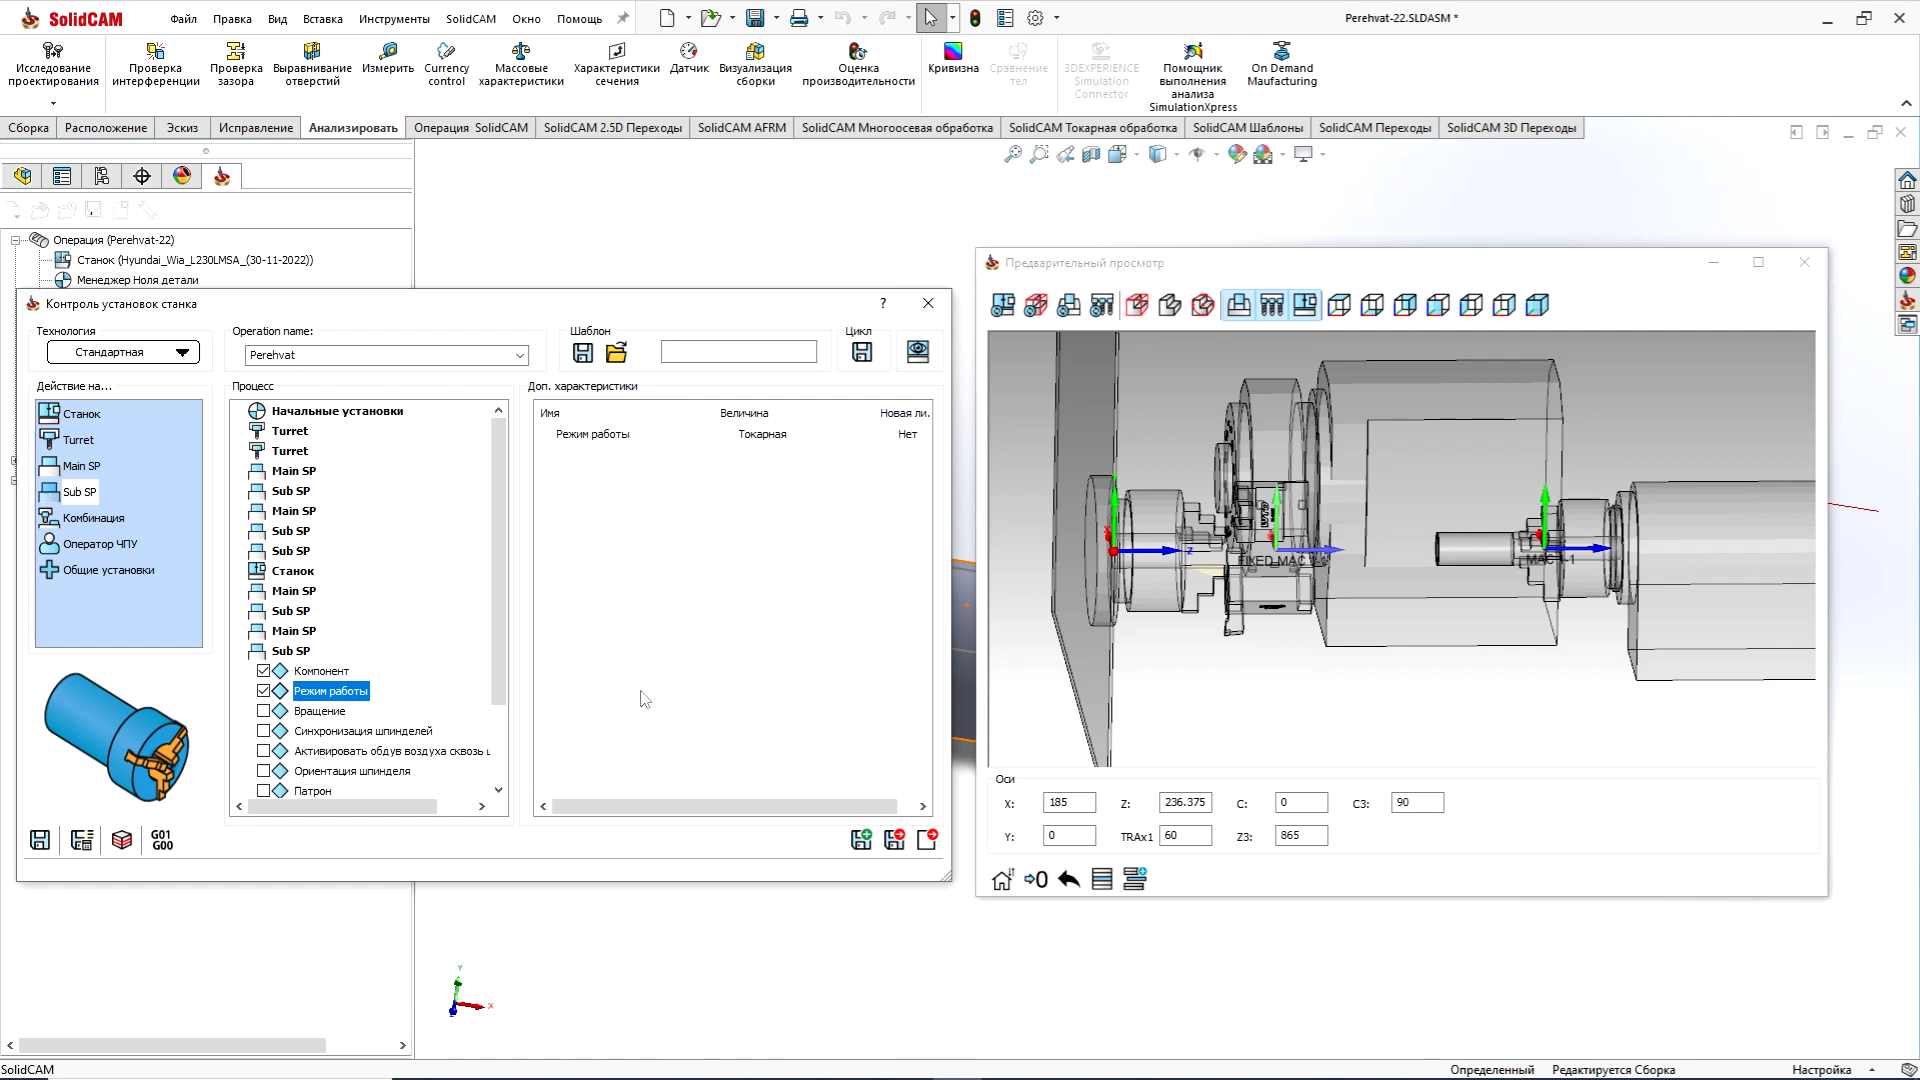 SolidCAM
Файл Правка Вид Вставка Инструменты SolidCAM Окно Помощь
Perehvat-22.SLDASM *
Исследование проектирования
Проверка интерференции
Проверка зазора
Выравнивание отверстий
Измерить
Currency control
Массовые характеристики
Характеристики сечения
Датчик
Визуализация сборки
Оценка производительности
Кривизна
Сравнение тел
3DEXPERIENCE Simulation Connector
Помощник выполнения анализа SimulationXpress
On Demand Maufacturing
Сборка Расположение Эскиз Исправление Анализировать Операция SolidCAM SolidCAM 2.5D Переходы SolidCAM AFRM SolidCAM Многоосевая обработка SolidCAM Токарная обработка SolidCAM Шаблоны SolidCAM Переходы SolidCAM 3D Переходы
Операция (Perehvat-22)
Станок (Hyundai_Wia_L230LMSA_(30-11-2022))
Менеджер Ноля детали
Контроль установок станка
?
Технология
Стандартная
Operation name:
Perehvat
Шаблон
Цикл
Действие на...
Станок
Turret
Main SP
Sub SP
Комбинация
Оператор ЧПУ
Общие установки
Процесс
Начальные установки
Turret
Turret
Main SP
Sub SP
Main SP
Sub SP
Sub SP
Станок
Main SP
Sub SP
Main SP
Sub SP
Компонент
Режим работы
Вращение
Синхронизация шпинделей
Активировать обдув воздуха сквозь
Ориентация шпинделя
Патрон
Доп. характеристики
Имя Величина Новая ли.
Режим работы Токарная Нет
G01
G00
Предварительный просмотр
X
Z
FIXED_MAC
Оси
X: 185 Z: 236.375 C: 0 C3: 90
Y: 0 TRAx1 60 Z3: 865
Y
X
Z
SolidCAM
Определенный Редактируется Сборка Настройка